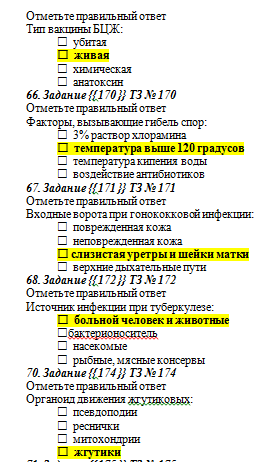 Отметьте правильный ответ
Тип вакцины БЦЖ:
☐ убитая
☐ живая
☐ химическая
☐ анатоксин
66. Задание {{170}} ТЗ № 170
Отметьте правильный ответ
Факторы, вызывающие гибель спор:
☐ 3% раствор хлорамина
☐ температура выше 120 градусов
☐ температура кипения воды
☐ воздействие антибиотиков
67. Задание {{171}} ТЗ № 171
Отметьте правильный ответ
Входные ворота при гонококковой инфекции:
☐ поврежденная кожа
☐ неповрежденная кожа
☐ слизистая уретры и шейки матки
☐ верхние дыхательные пути
68. Задание {{172}} ТЗ № 172
Отметьте правильный ответ
Источник инфекции при туберкулезе:
☐ больной человек и животные
☐бактерионоситель
☐ насекомые
☐ рыбные, мясные консервы
70. Задание {{174}} ТЗ № 174
Отметьте правильный ответ
Органоид движения жгутиковых:
☐ псевдоподии
☐ реснички
☐ митохондрии
☐ жгутики